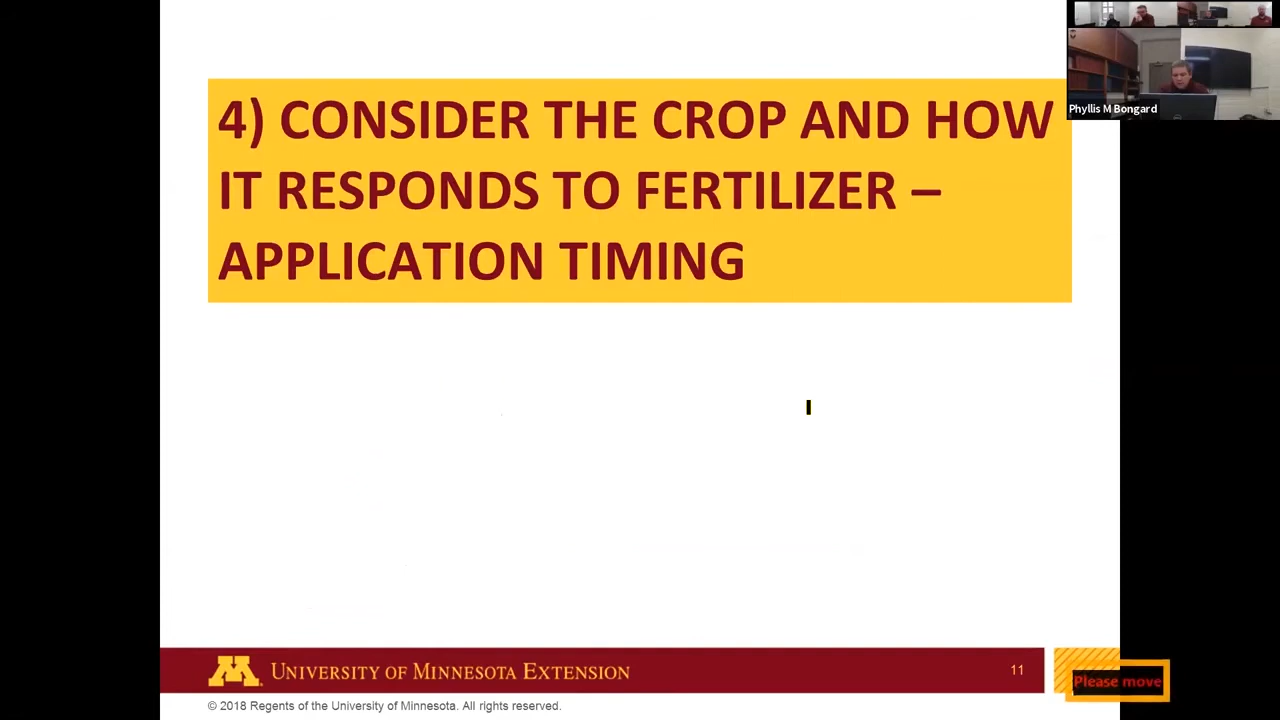 4) CONSIDER THE CROP AND HOW
IT RESPONDS TO FERTILIZER –
APPLICATION TIMING
Phyllis M Bongard
M
UNIVERSITY OF MINNESOTA EXTENSION
11
Please move
© 2018 Regents of the University of Minnesota. All rights reserved.